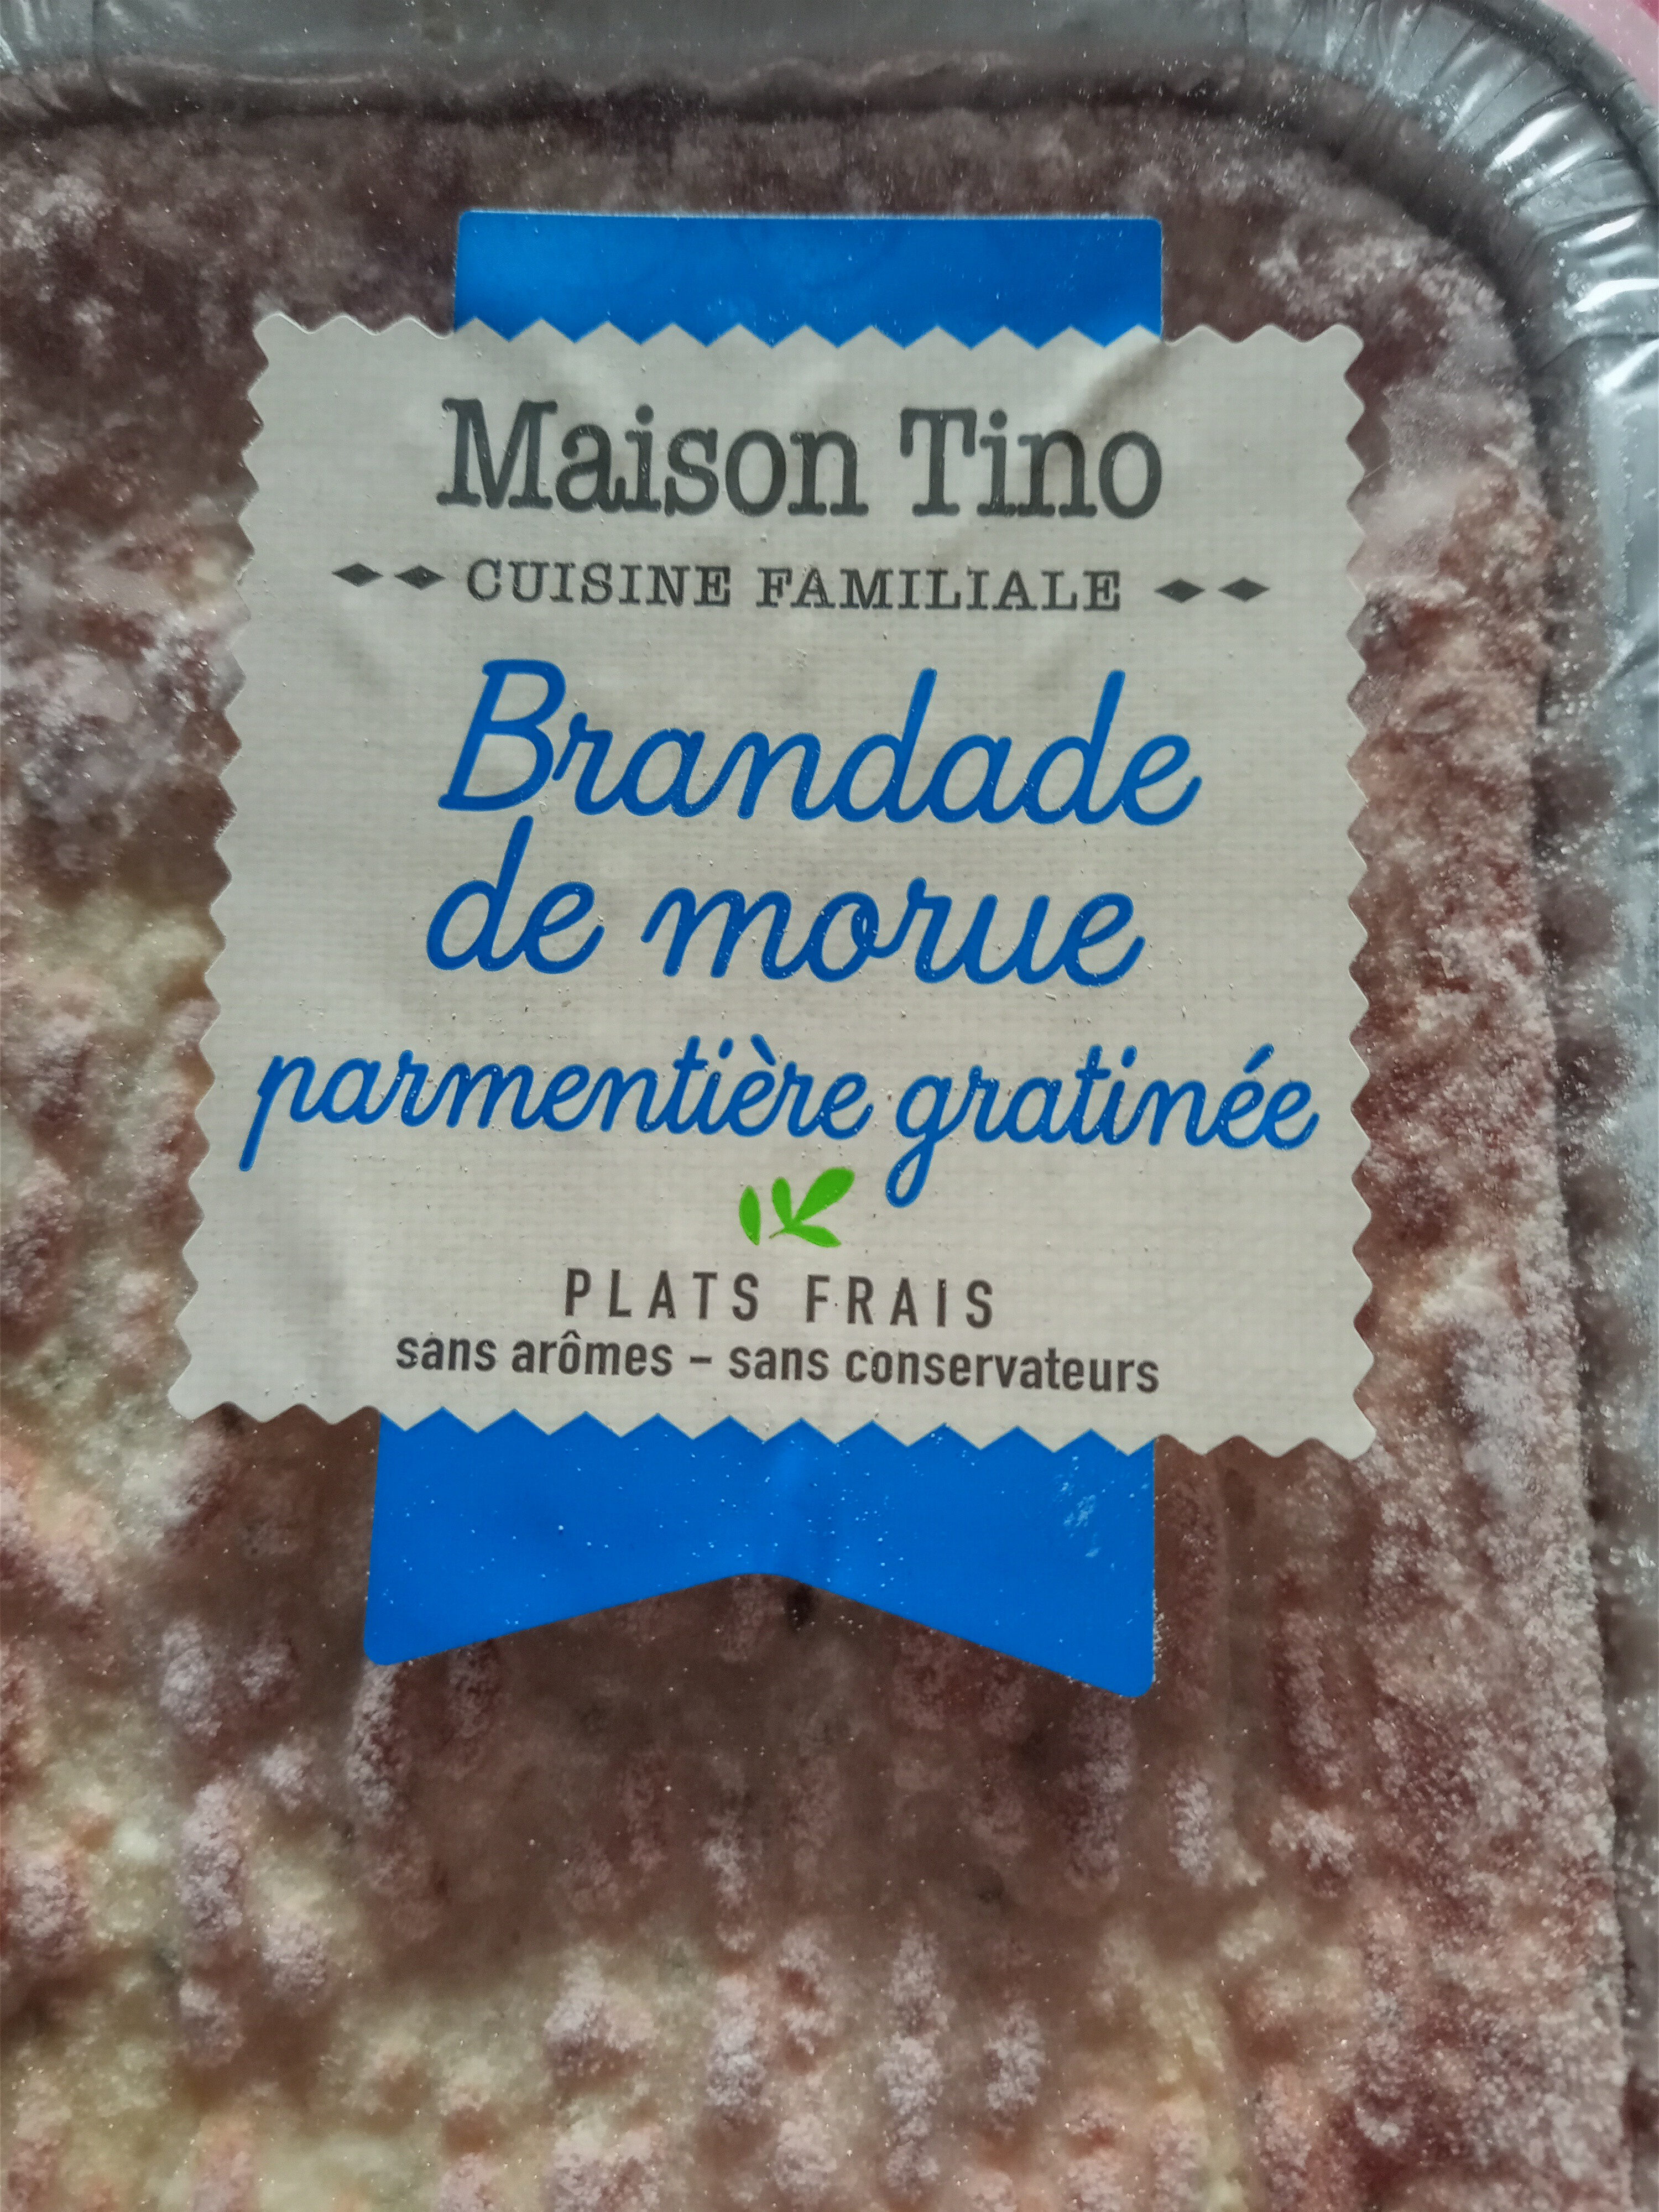 Maison Tino
CUISINE FAMILIALE
Brandade
de morue
parmentière gratinée
PLATS FRAIS
sans arômes – sans conservateurs